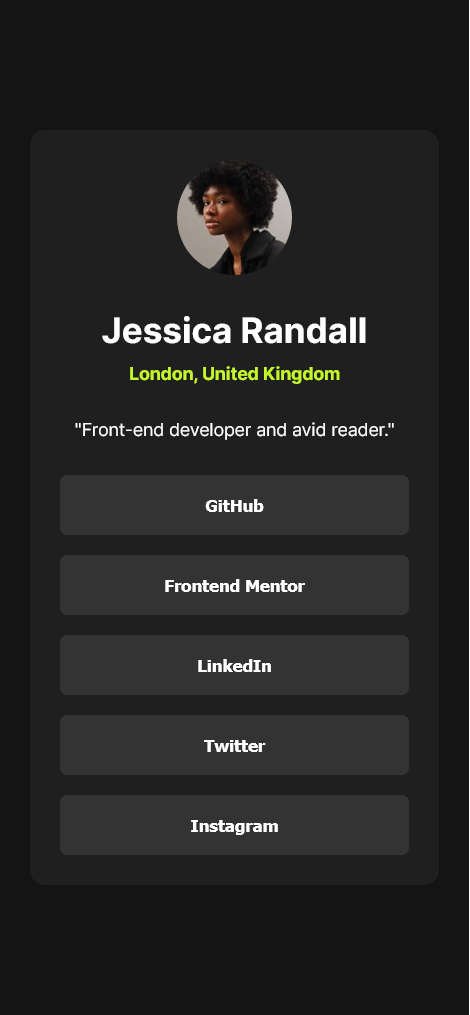 Jessica Randall
London, United Kingdom
"Front-end developer and avid reader."
GitHub
Frontend Mentor
LinkedIn
Twitter
Instagram